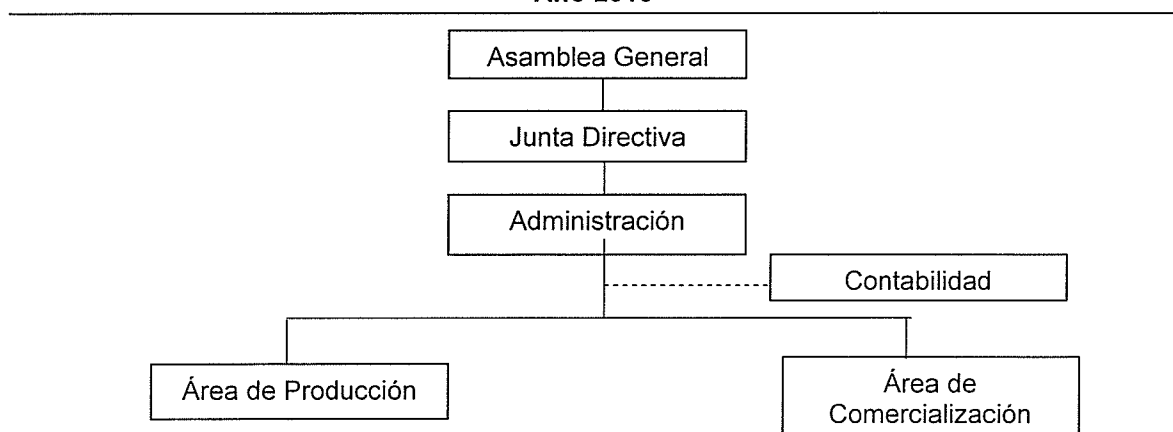 Asamblea General
Junta Directiva
Administración
Contabilidad
Área de Producción
Área de
Comercialización